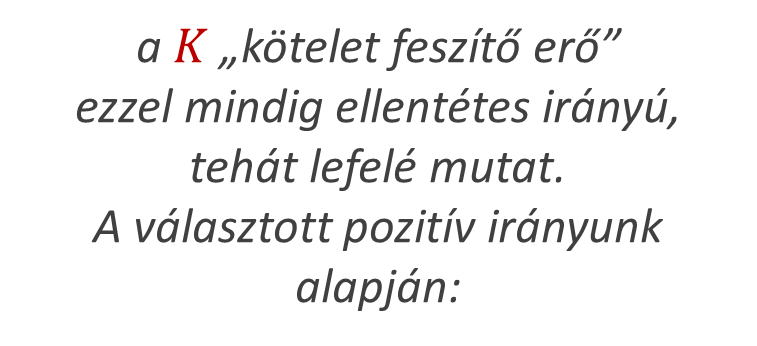 a K „kötelet feszítő erő”
ezzel mindig ellentétes irányú,
tehát lefelé mutat.
A választott pozitív irányunk
alapján: